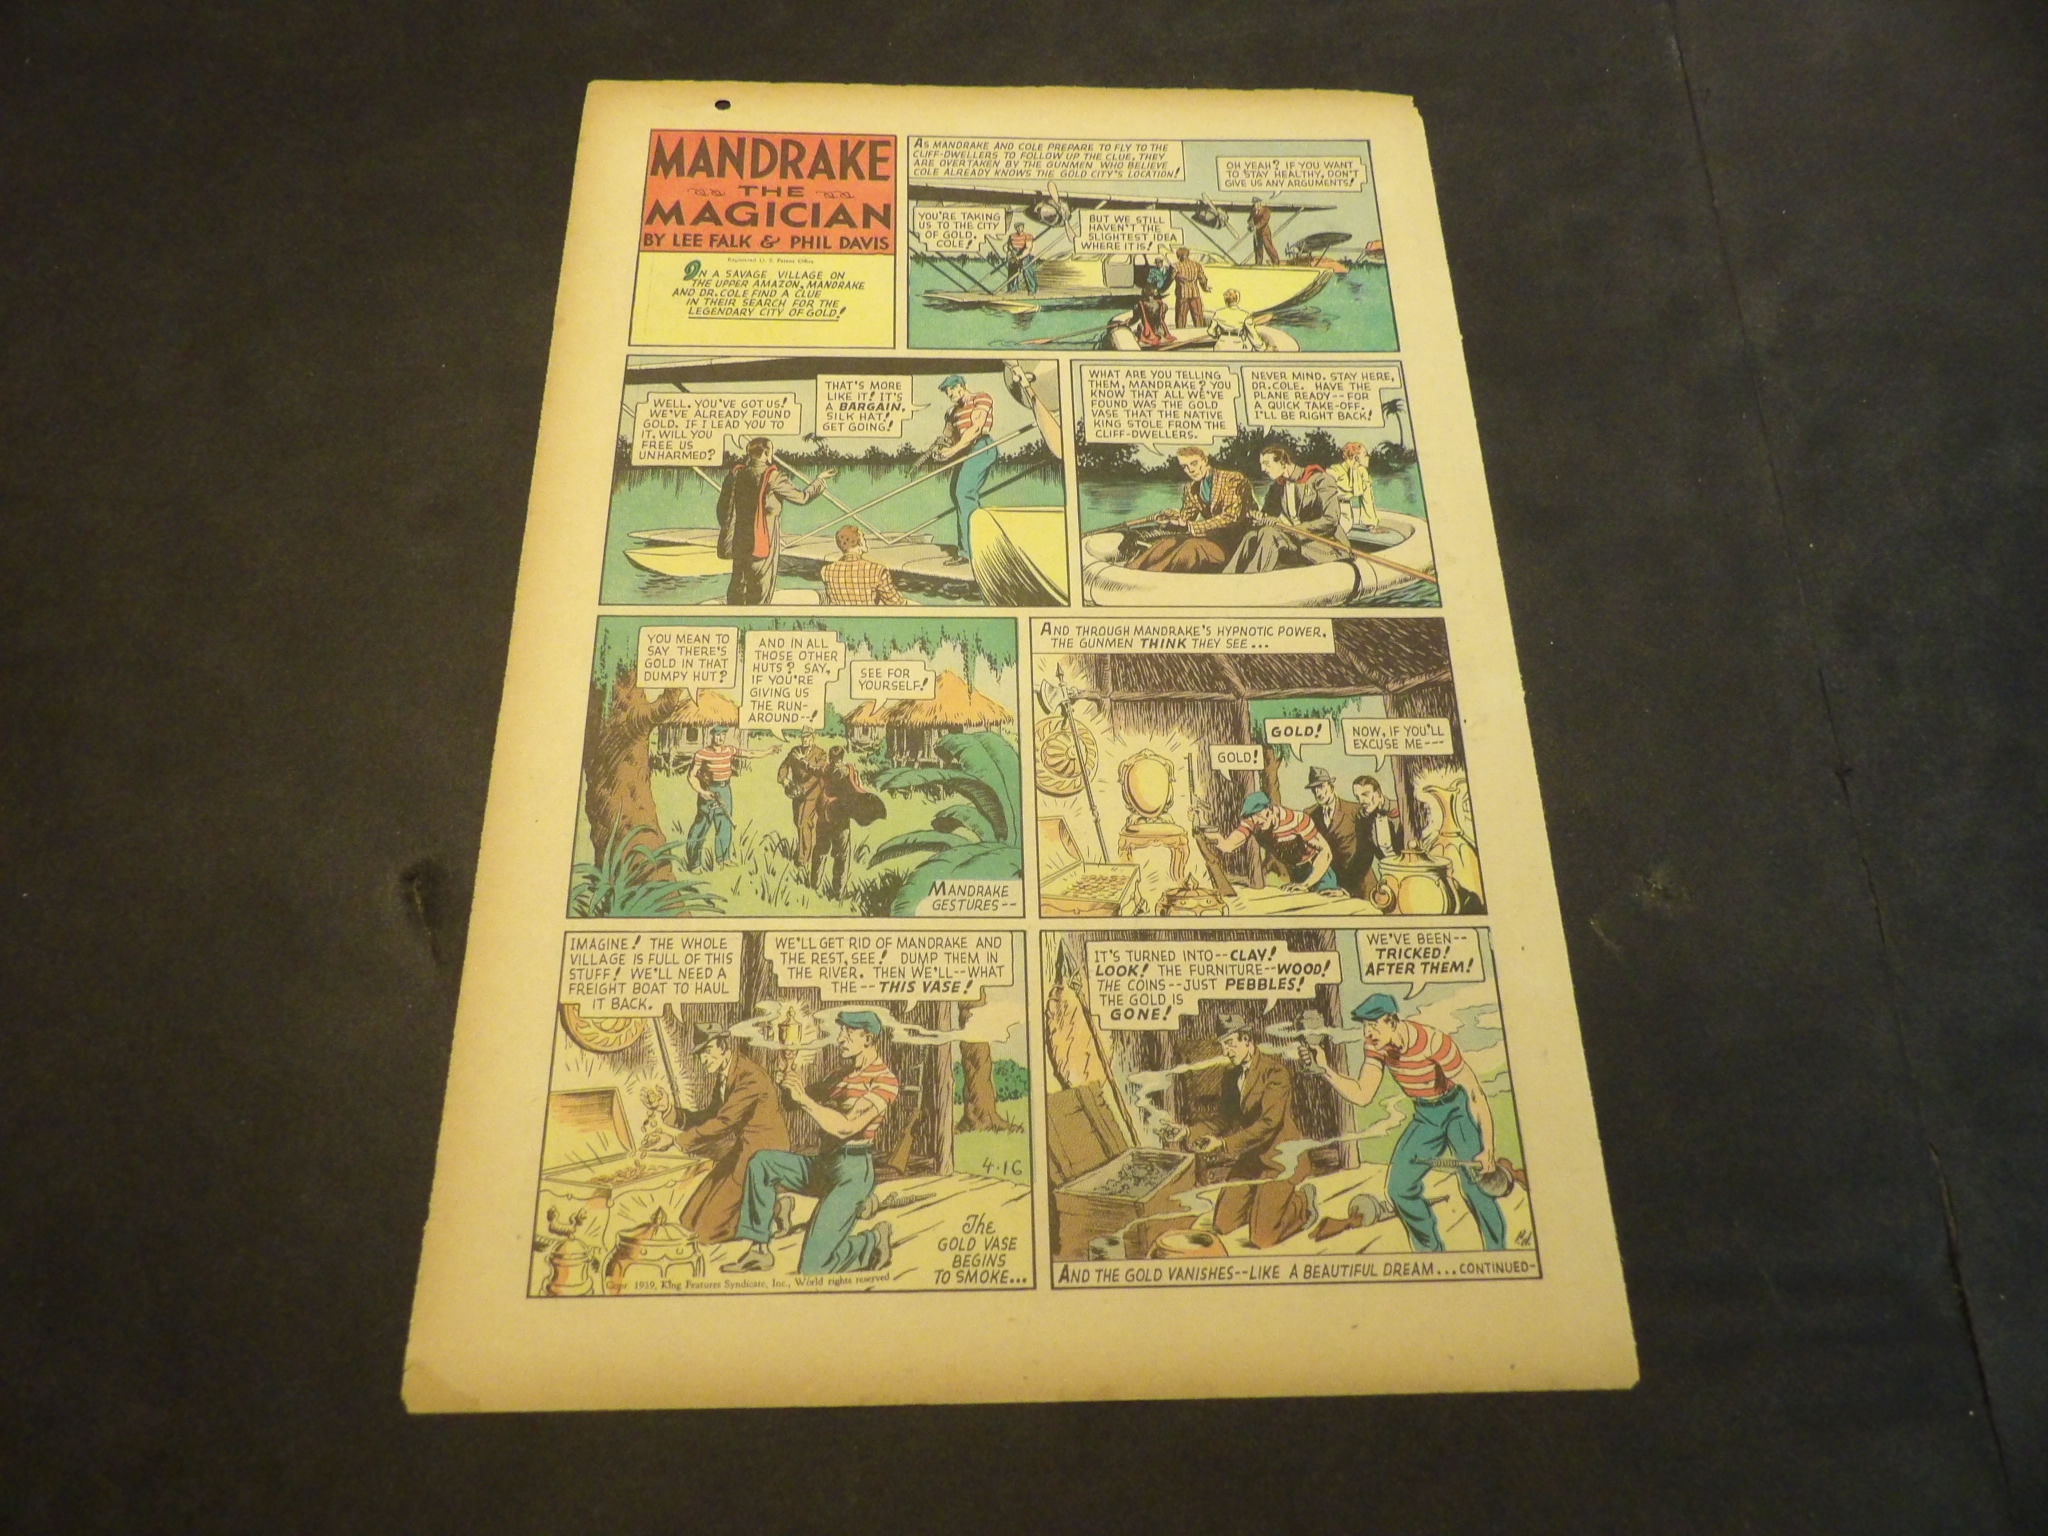 MANDRAKE
THE
MAGICIAN
BY LEE FALK & PHIL DAVIS
Registered U. S. Patent Office
IN A SAVAGE VILLAGE ON
THE UPPER AMAZON, MANDRAKE
AND DR. COLE FIND A CLUE
IN THEIR SEARCH FOR THE
LEGENDARY CITY OF GOLD!
AS MANDRAKE AND COLE PREPARE TO FLY TO THE
CLIFF-DWELLERS TO FOLLOW UP THE CLUE, THEY
ARE OVERTAKEN BY THE GUNMEN WHO BELIEVE
COLE ALREADY KNOWS THE GOLD CITY'S LOCATION!
YOU'RE TAKING
US TO THE CITY
OF GOLD,
COLE!
BUT WE STILL
HAVEN'T THE
SLIGHTEST IDEA
WHERE IT IS!
OH YEAH? IF YOU WANT
TO STAY HEALTHY, DON'T
GIVE US ANY ARGUMENTS!
WELL, YOU'VE GOT US!
WE'VE ALREADY FOUND
GOLD. IF I LEAD YOU TO
IT, WILL YOU
FREE US
UNHARMED?
THAT'S MORE
LIKE IT! IT'S
A BARGAIN,
SILK HAT!
GET GOING!
WHAT ARE YOU TELLING
THEM, MANDRAKE? YOU
KNOW THAT ALL WE'VE
FOUND WAS THE GOLD
VASE THAT THE NATIVE
KING STOLE FROM THE
CLIFF-DWELLERS.
NEVER MIND. STAY HERE,
DR. COLE. HAVE THE
PLANE READY--FOR
A QUICK TAKE-OFF.
I'LL BE RIGHT BACK!
YOU MEAN TO
SAY THERE'S
GOLD IN THAT
DUMPY HUT?
AND IN ALL
THOSE OTHER
HUTS? SAY,
IF YOU'RE
GIVING US
THE RUN-
AROUND--!
SEE FOR
YOURSELF!
MANDRAKE
GESTURES--
AND THROUGH MANDRAKE'S HYPNOTIC POWER,
THE GUNMEN THINK THEY SEE...
GOLD!
GOLD!
NOW, IF YOU'LL
EXCUSE ME---
IMAGINE! THE WHOLE
VILLAGE IS FULL OF THIS
STUFF! WE'LL NEED A
FREIGHT BOAT TO HAUL
IT BACK.
WE'LL GET RID OF MANDRAKE AND
THE REST, SEE! DUMP THEM IN
THE RIVER. THEN WE'LL--WHAT
THE--THIS VASE!
4-16
THE
GOLD VASE
BEGINS
TO SMOKE...
Copr. 1939, King Features Syndicate, Inc., World rights reserved
IT'S TURNED INTO--CLAY!
LOOK! THE FURNITURE--WOOD!
THE COINS--JUST PEBBLES!
THE GOLD IS
GONE!
WE'VE BEEN--
TRICKED!
AFTER THEM!
AND THE GOLD VANISHES--LIKE A BEAUTIFUL DREAM... CONTINUED-